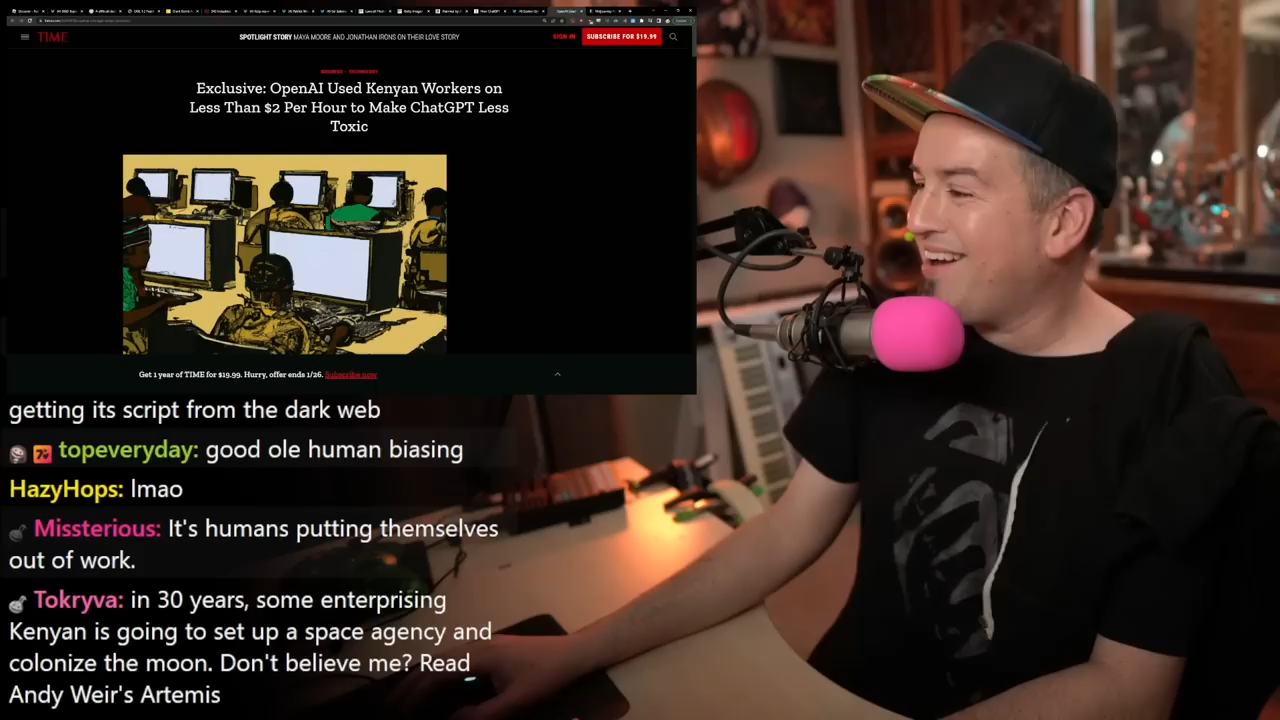 TIME
SPOTLIGHT STORY MAYA MOORE AND JONATHAN IRONS ON THEIR LOVE STORY
SIGN IN
SUBSCRIBE FOR $19.99
BUSINESS • TECHNOLOGY
Exclusive: OpenAI Used Kenyan Workers on
Less Than $2 Per Hour to Make ChatGPT Less
Toxic
Get 1 year of TIME for $19.99. Hurry, offer ends 1/26. Subscribe now
getting its script from the dark web
topeveryday: good ole human biasing
HazyHops: lmao
Missterious: It's humans putting themselves
out of work.
Tokryva: in 30 years, some enterprising
Kenyan is going to set up a space agency and
colonize the moon. Don't believe me? Read
Andy Weir's Artemis